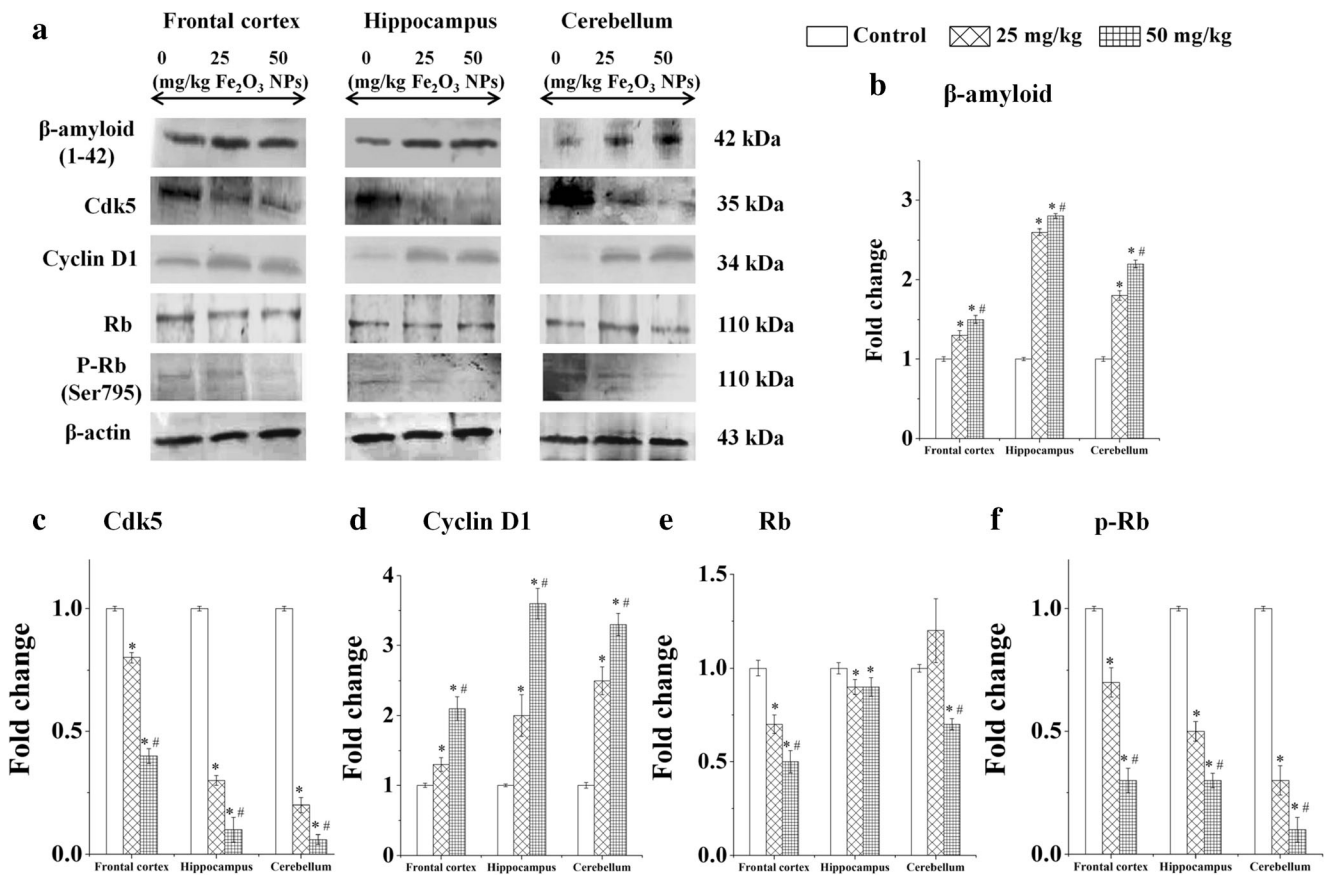 a
Frontal cortex
Hippocampus
Cerebellum
0 25 50
0 25 50
0 25 50
(mg/kg Fe₂O₃ NPs)
(mg/kg Fe₂O₃ NPs)
(mg/kg Fe₂O₃ NPs)
β-amyloid
(1-42)
42 kDa
Cdk5
35 kDa
Cyclin D1
34 kDa
Rb
110 kDa
P-Rb
(Ser795)
110 kDa
β-actin
43 kDa
Control
25 mg/kg
50 mg/kg
b β-amyloid
Fold change
3
2
1
0
* * # * * # * * #
Frontal cortex Hippocampus Cerebellum
c Cdk5
Fold change
1.0
0.5
0.0
* * # * * # * * #
Frontal cortex Hippocampus Cerebellum
d Cyclin D1
Fold change
4
3
2
1
0
* * # * * # * * #
Frontal cortex Hippocampus Cerebellum
e Rb
Fold change
1.5
1.0
0.5
0.0
* * # * * * #
Frontal cortex Hippocampus Cerebellum
f p-Rb
Fold change
1.0
0.5
0.0
* * # * * # * * #
Frontal cortex Hippocampus Cerebellum